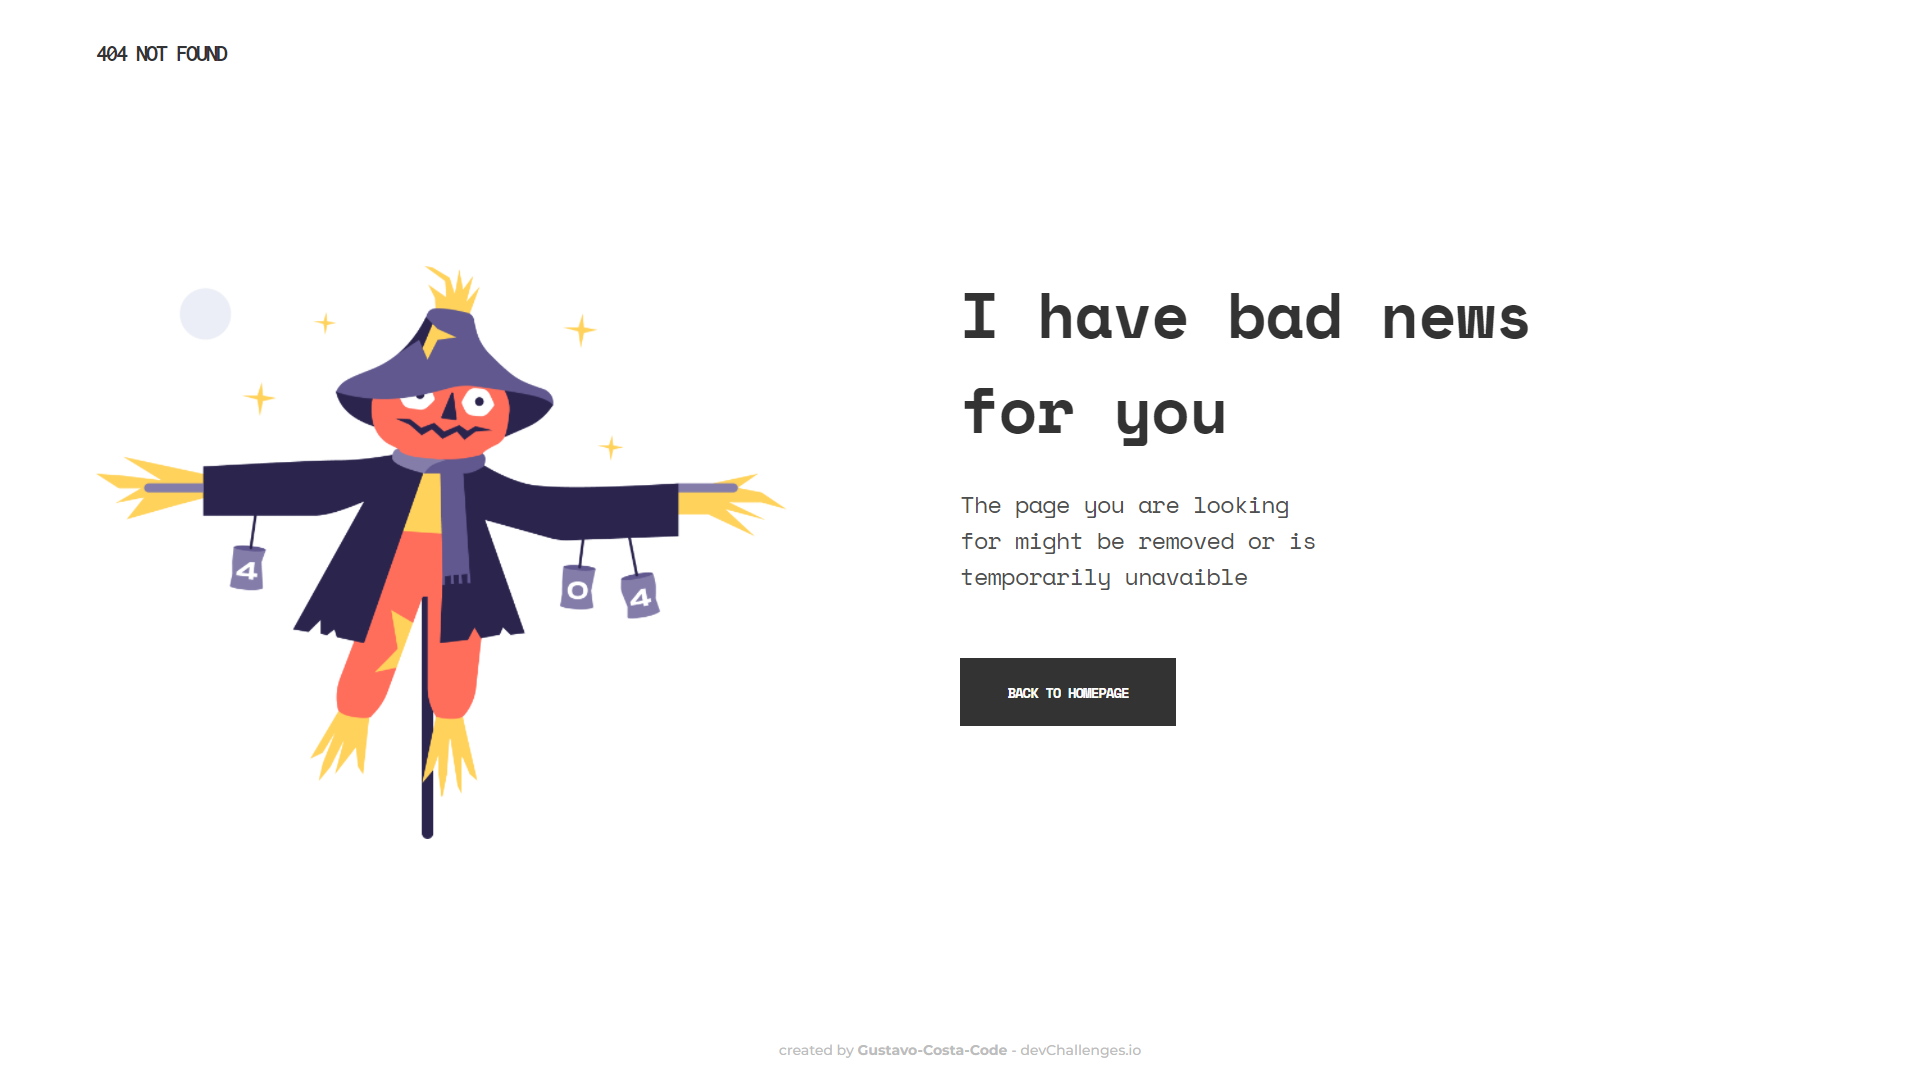 404 NOT FOUND
I have bad news
for you
The page you are looking
for might be removed or is
temporarily unavaible
4
0
4
BACK TO HOMEPAGE
created by Gustavo-Costa-Code - devChallenges.io